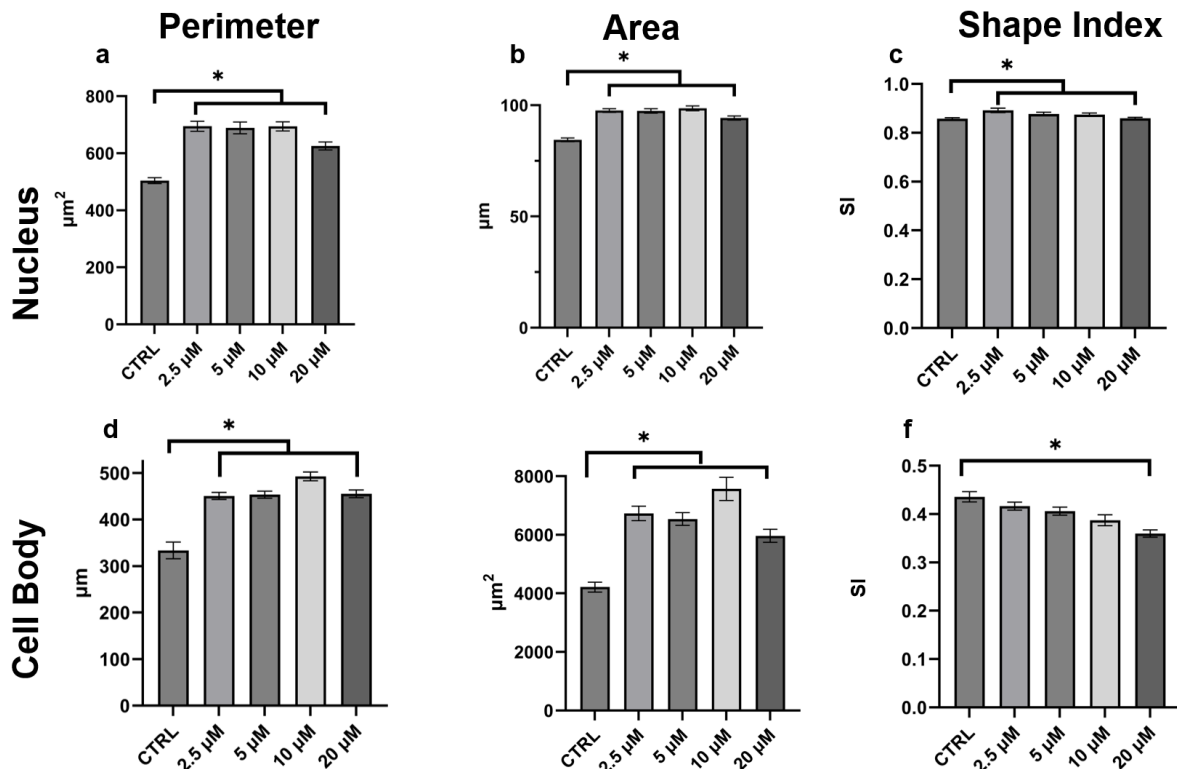 Perimeter
Area
Shape Index
Nucleus
Cell Body
a
*
800
600
400
200
0
µm²
CTRL
2.5 µM
5 µM
10 µM
20 µM
b
*
100
50
0
µm
CTRL
2.5 µM
5 µM
10 µM
20 µM
c
*
1.0
0.8
0.6
0.4
0.2
0.0
SI
CTRL
2.5 µM
5 µM
10 µM
20 µM
d
*
500
400
300
200
100
0
µm
CTRL
2.5 µM
5 µM
10 µM
20 µM
*
8000
6000
4000
2000
0
µm²
CTRL
2.5 µM
5 µM
10 µM
20 µM
f
*
0.5
0.4
0.3
0.2
0.1
0.0
SI
CTRL
2.5 µM
5 µM
10 µM
20 µM